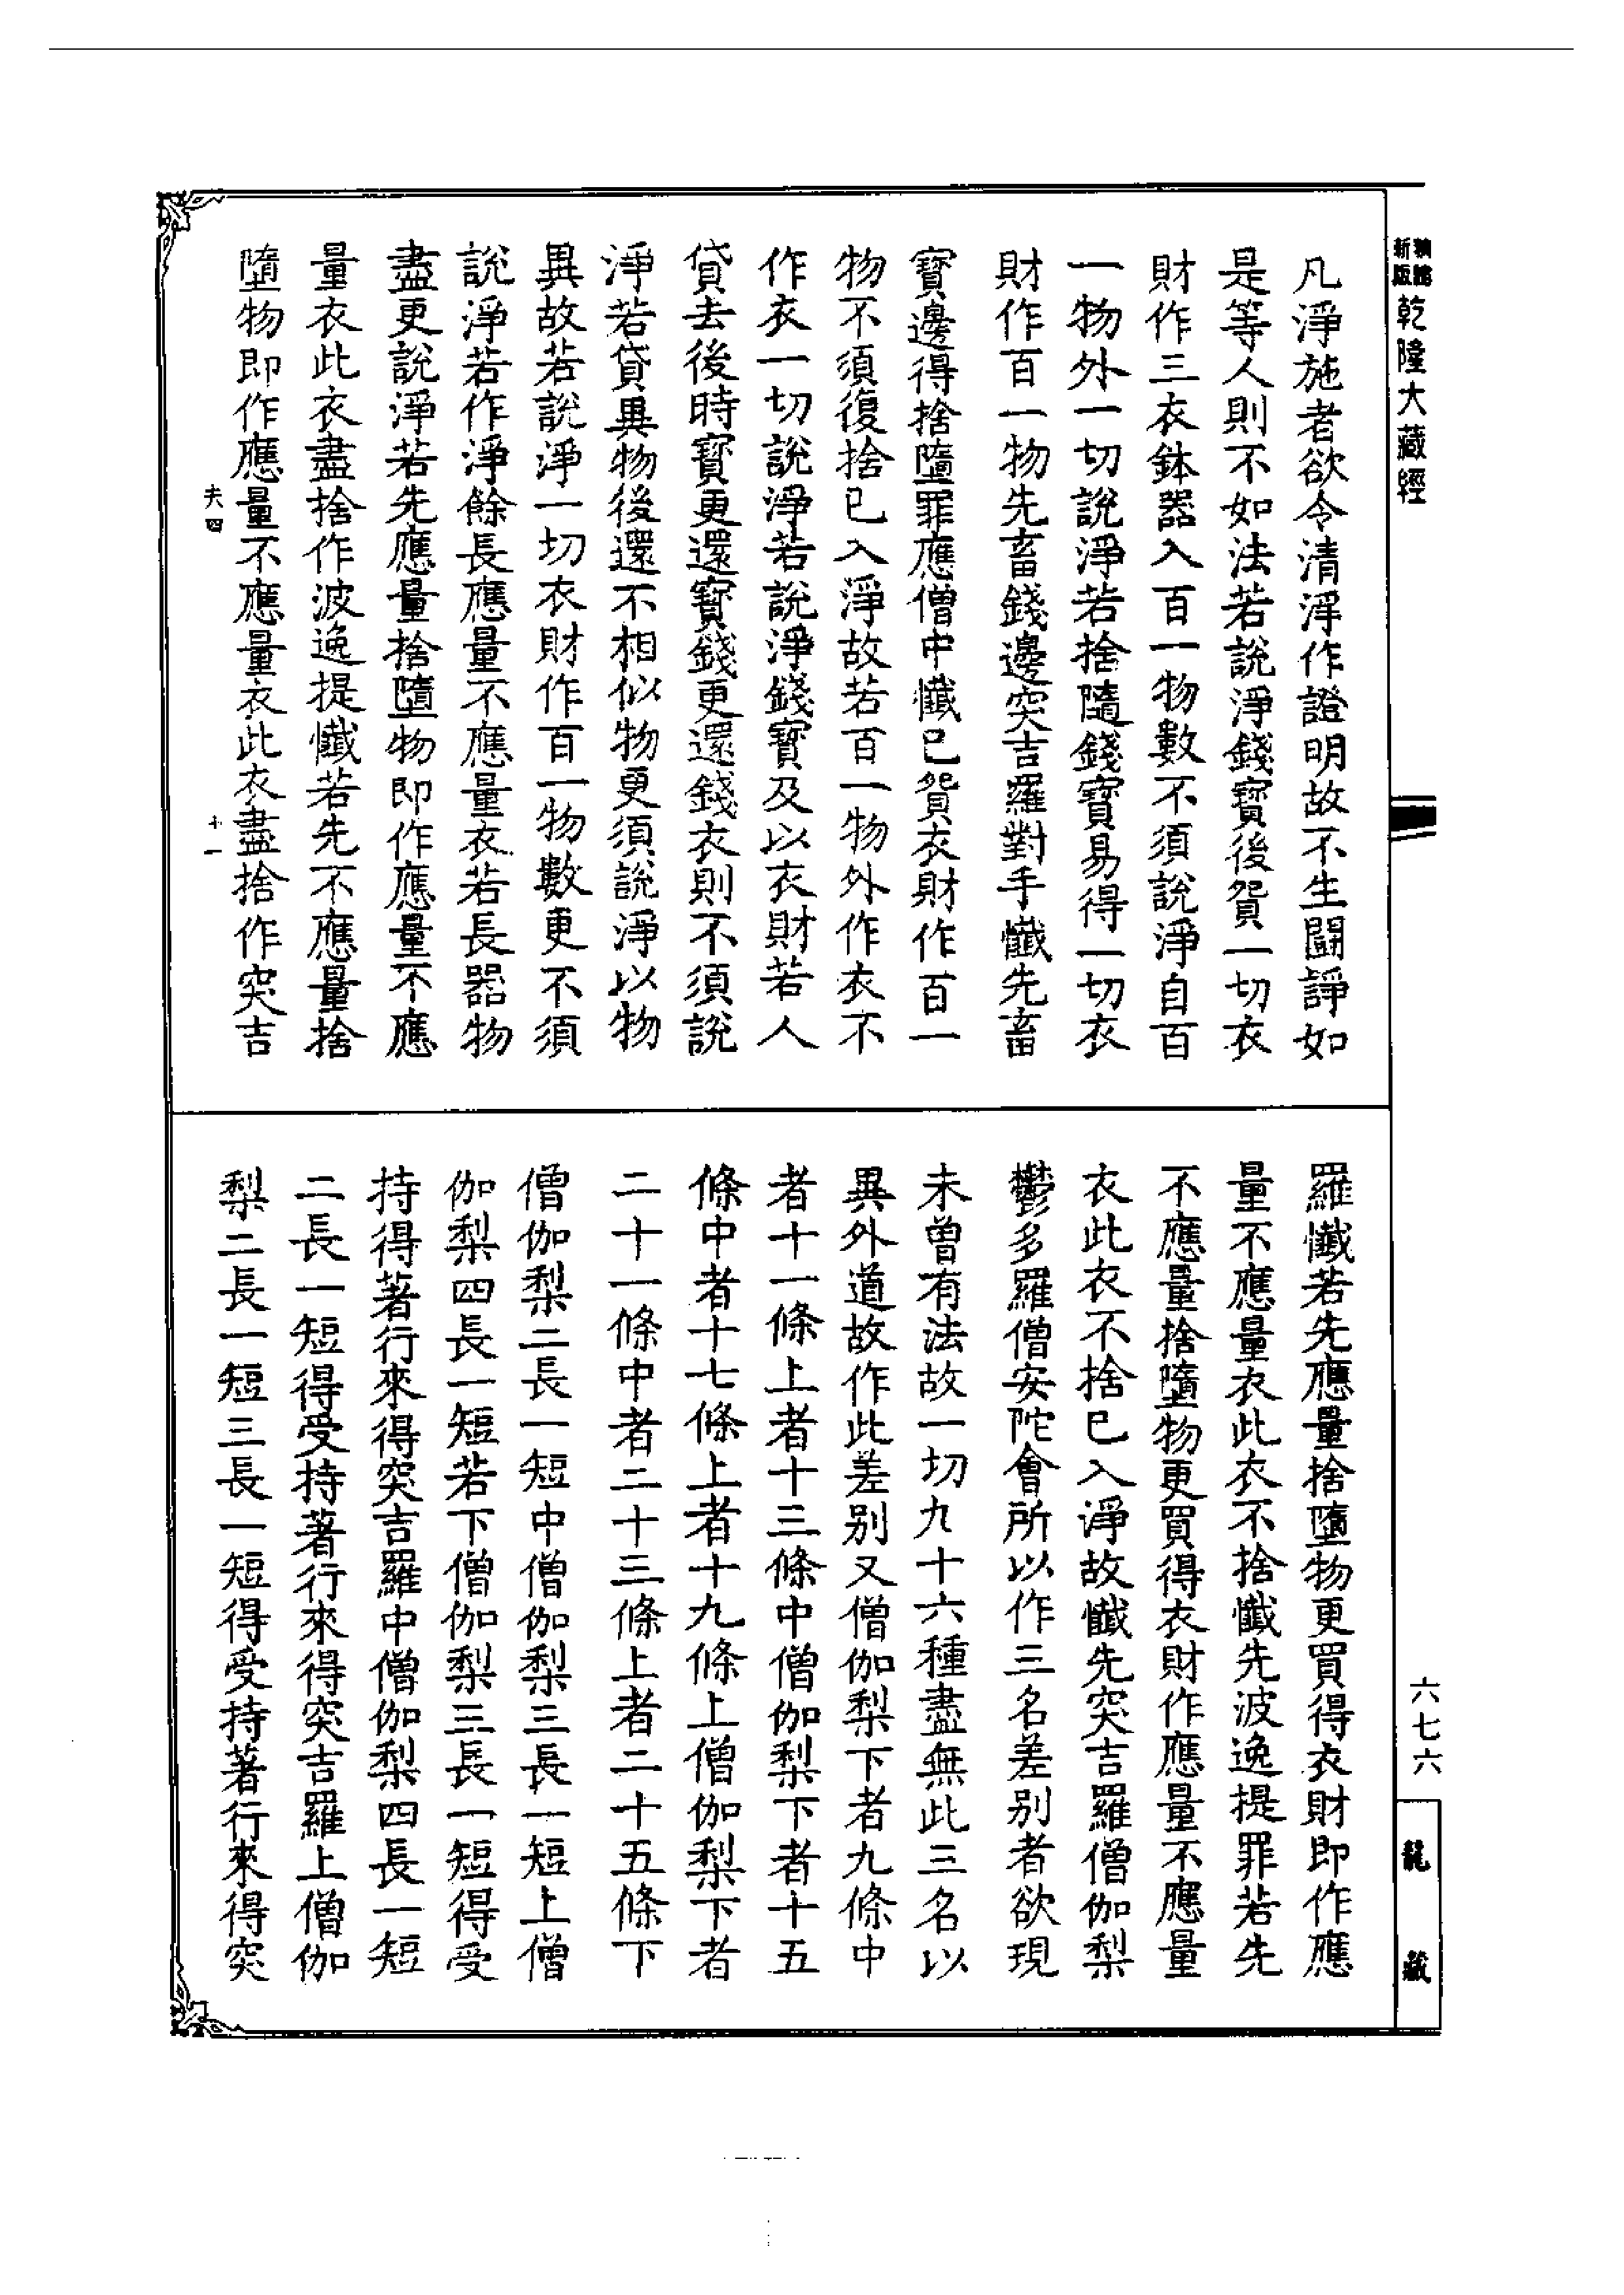 新版
乾隆大藏經
凡淨施者欲令清淨作證明故不生鬪諍如
是等人則不如法若說淨錢寶後貿一切衣
財作三衣鉢器入百一物數不須說淨自百
一物外一切說淨若捨隨錢寶易得一切衣
財作百一物先畜錢邊突吉羅對手懺先畜
寶邊得捨墮罪應僧中懺已貿衣財作百一
物不須復捨已入淨故若百一物外作衣不
作衣一切說淨若說淨錢寶及以衣財若人
貸去後時寶更還寶錢更還錢衣則不須說
淨若貸異物後還不相似物更須說淨以物
異故若說淨一切衣財作百一物數更不須
說淨若作淨餘長應量不應量衣若長器物
盡更說淨若先應量捨墮物即作應量不應
量衣此衣盡捨作波逸提懺若先不應量捨
墮物即作應量不應量衣此衣盡捨作突吉
夫四
十一
羅懺若先應量捨墮物更買得衣財即作應
量不應量衣此衣不捨懺先波逸提罪若先
不應量捨墮物更買得衣財作應量不應量
衣此衣不捨已入淨故懺先突吉羅僧伽梨
鬱多羅僧安陀會所以作三名差別者欲現
未曾有法故一切九十六種盡無此三名以
異外道故作此差別又僧伽梨下者九條中
者十一條上者十三條中僧伽梨下者十五
條中者十七條上者十九條上僧伽梨下者
二十一條中者二十三條上者二十五條下
僧伽梨二長一短中僧伽梨三長一短上僧
伽梨四長一短若下僧伽梨三長一短得受
持得著行來得突吉羅中僧伽梨四長一短
二長一短得受持著行來得突吉羅上僧伽
梨二長一短三長一短得受持著行來得突
六七六
龍藏